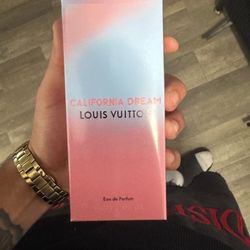 CALIFORNIA DREAM
LOUIS VUITTON
Eau de Parfum